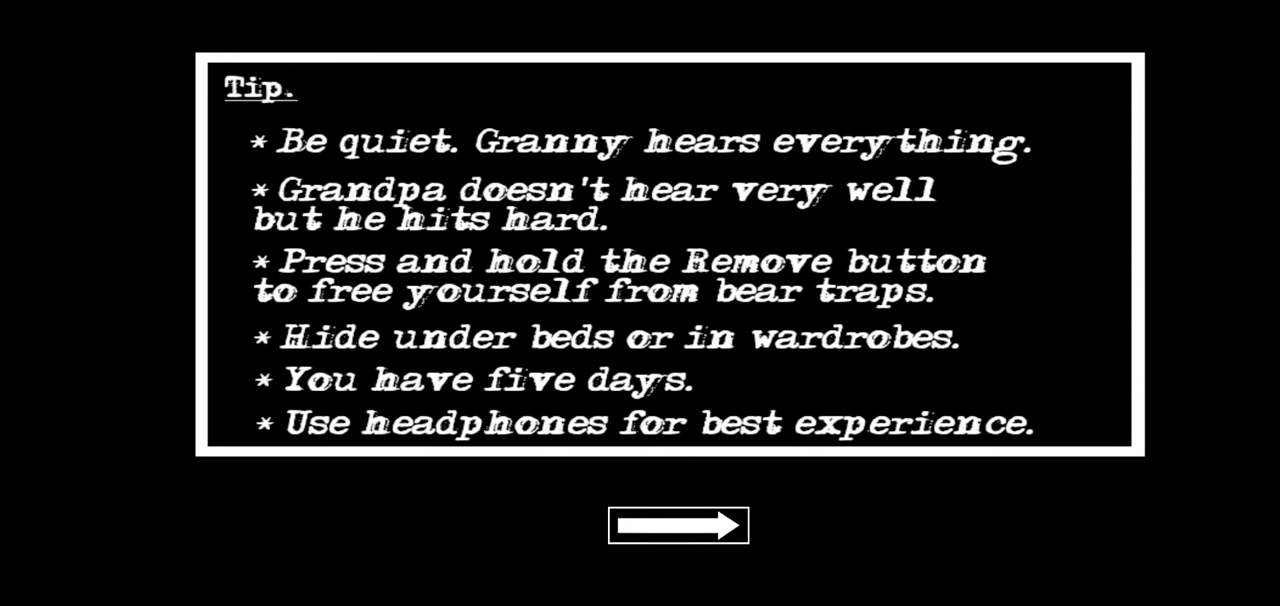 Tip.
* Be quiet. Granny hears everything.
* Grandpa doesn't hear very well
but he hits hard.
* Press and hold the Remove button
to free yourself from bear traps.
* Hide under beds or in wardrobes.
* You have five days.
* Use headphones for best experience.